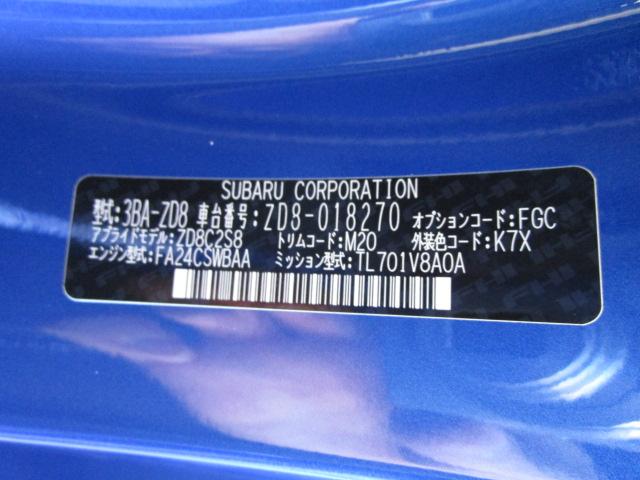 SUBARU CORPORATION
型式:3BA-ZD8 車台番号:ZD8-018270 オプションコード:FGC
アプライドモデル:ZD8C2S8 トリムコード:M20 外装色コード:K7X
エンジン型式:FA24CSWBAA ミッション型式:TL701V8A0A